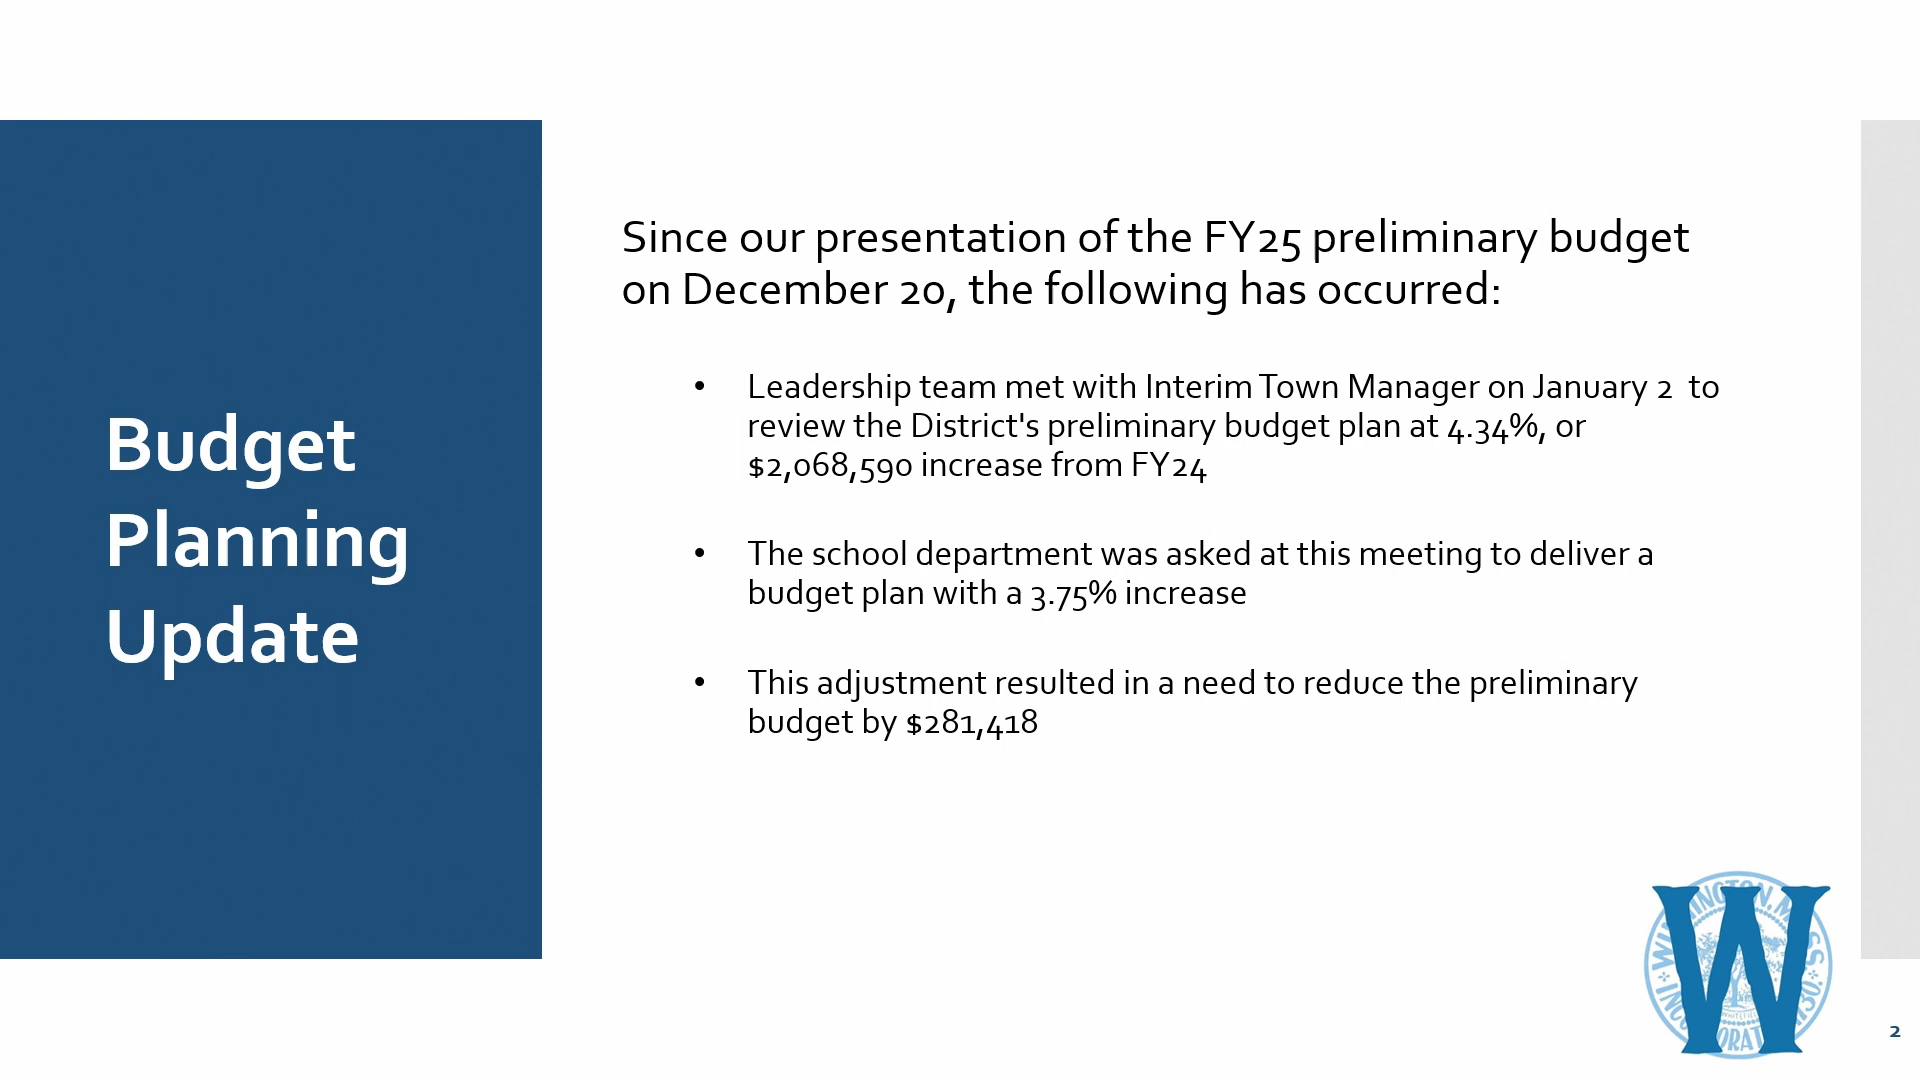 Budget
Planning
Update
Since our presentation of the FY25 preliminary budget
on December 20, the following has occurred:
• Leadership team met with Interim Town Manager on January 2  to
review the District's preliminary budget plan at 4.34%, or
$2,068,590 increase from FY24
• The school department was asked at this meeting to deliver a
budget plan with a 3.75% increase
• This adjustment resulted in a need to reduce the preliminary
budget by $281,418
W
2